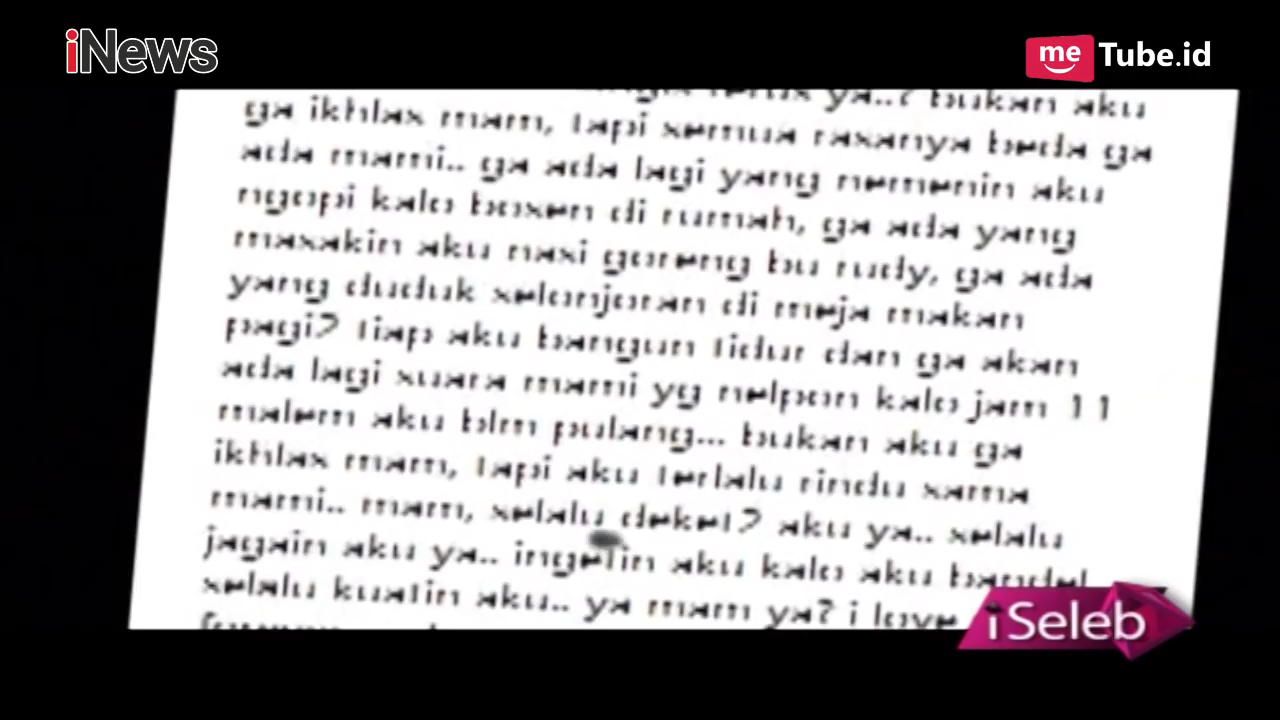 iNews
me Tube.id
terus ya..? bukan aku
ga ikhlas mam, tapi semua rasanya beda ga
ada mami.. ga ada lagi yang nemenin aku
ngopi kalo bosen di rumah, ga ada yang
masakin aku nasi goreng bu rudy, ga ada
yang duduk selonjoran di meja makan
pagi? tiap aku bangun tidur dan ga akan
ada lagi suara mami yg nelpon kalo jam 11
malem aku blm pulang... bukan aku ga
ikhlas mam, tapi aku terlalu rindu sama
mami.. mam, selalu deket? aku ya.. selalu
jagain aku ya.. ingetin aku kalo aku bandel
selalu kuatin aku.. ya mam ya? i love
iSeleb